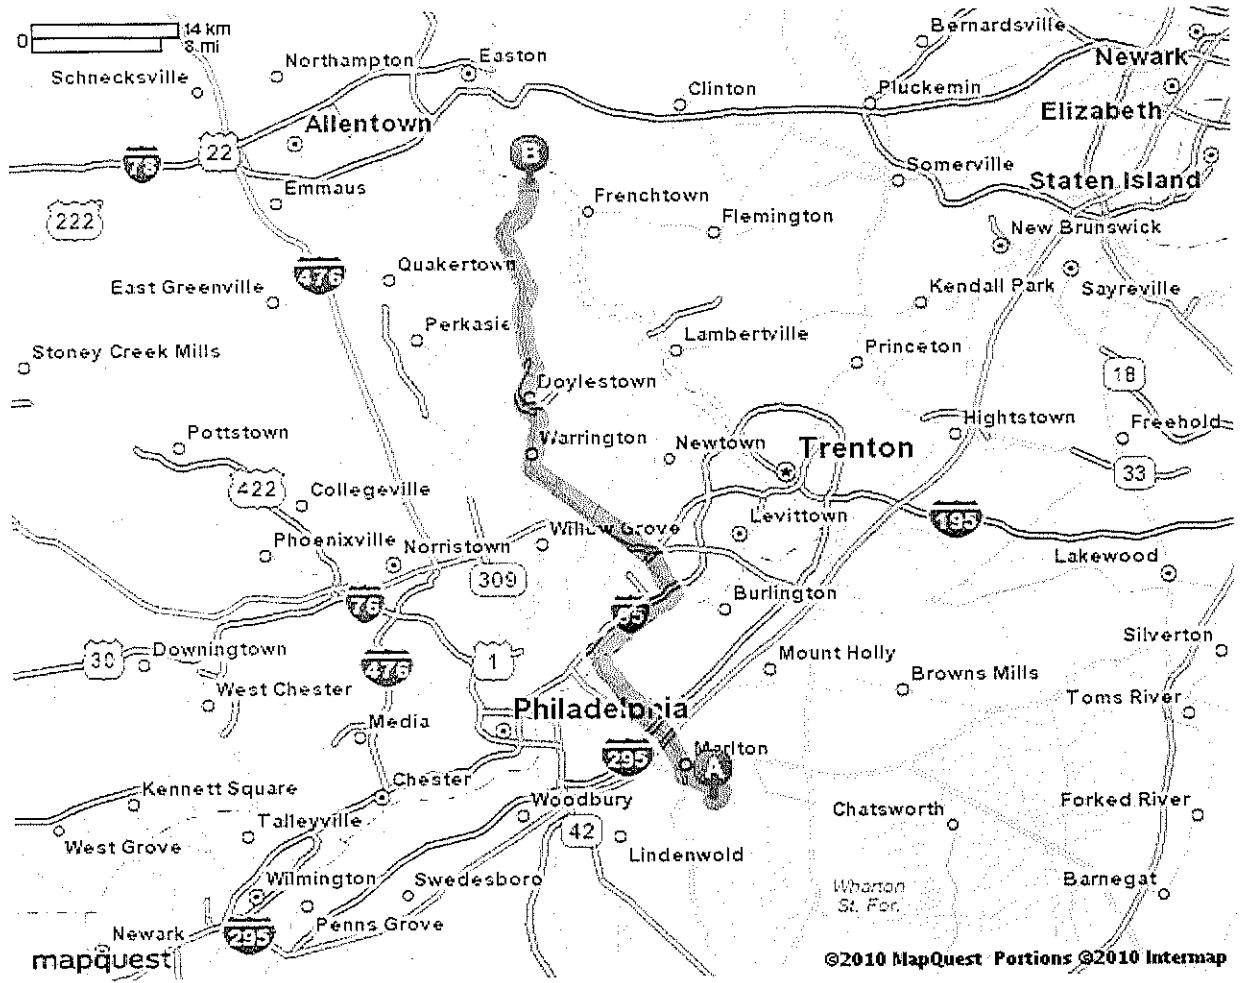 0
14 km
8 mi
Bernardsville
Northampton
Easton
Newark
Schnecksville
Clinton
Pluckemin
Elizabeth
Allentown
22
B
78
Somerville
Emmaus
Staten Island
222
Frenchtown
Flemington
New Brunswick
476
Quakertown
East Greenville
Kendall Park
Sayreville
Perkasie
Lambertville
Stoney Creek Mills
Princeton
18
Doylestown
Hightstown
Freehold
Pottstown
Warrington
Newtown
Trenton
33
422
Collegeville
Levittown
195
Phoenixville
Norristown
Willow Grove
Lakewood
309
76
95
Burlington
Silverton
30
Downingtown
476
1
Mount Holly
Browns Mills
West Chester
Toms River
Media
Philadelphia
295
Marlton
A
Chester
Kennett Square
Woodbury
Chatsworth
Forked River
Talleyville
42
West Grove
Lindenwold
Wilmington
Swedesboro
Wharton
St. For.
Barnegat
Newark
295
Penns Grove
mapquest
©2010 MapQuest Portions ©2010 Intermap